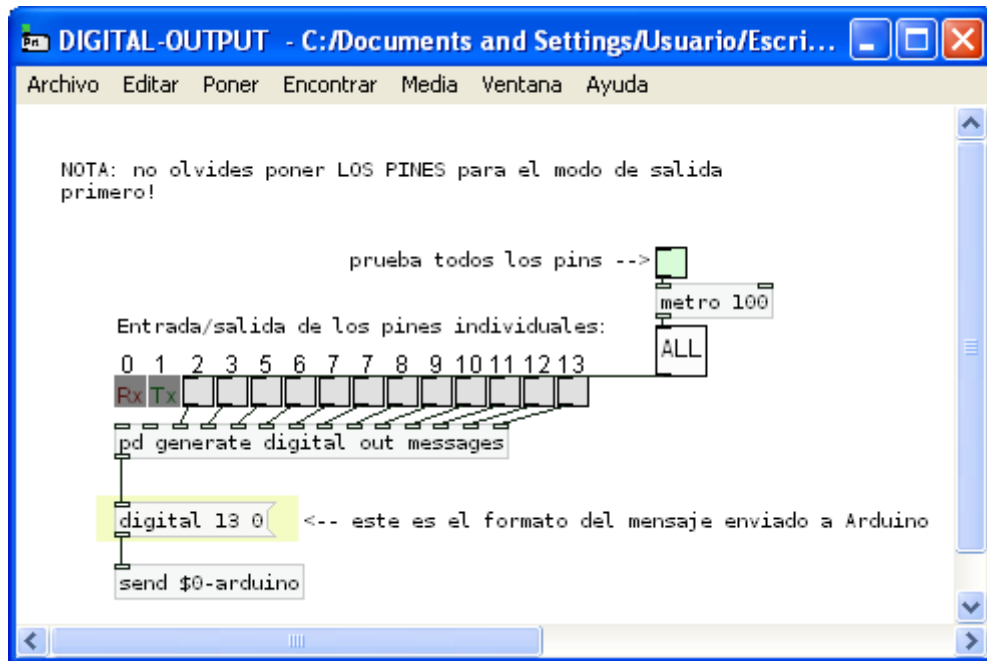 DIGITAL-OUTPUT - C:/Documents and Settings/Usuario/Escri...
Archivo Editar Poner Encontrar Media Ventana Ayuda
NOTA: no olvides poner LOS PINES para el modo de salida
primero!
prueba todos los pins -->
metro 100
Entrada/salida de los pines individuales:
ALL
0 1 2 3 5 6 7 7 8 9 10 11 12 13
Rx Tx
pd generate digital out messages
digital 13 0 <-- este es el formato del mensaje enviado a Arduino
send $0-arduino